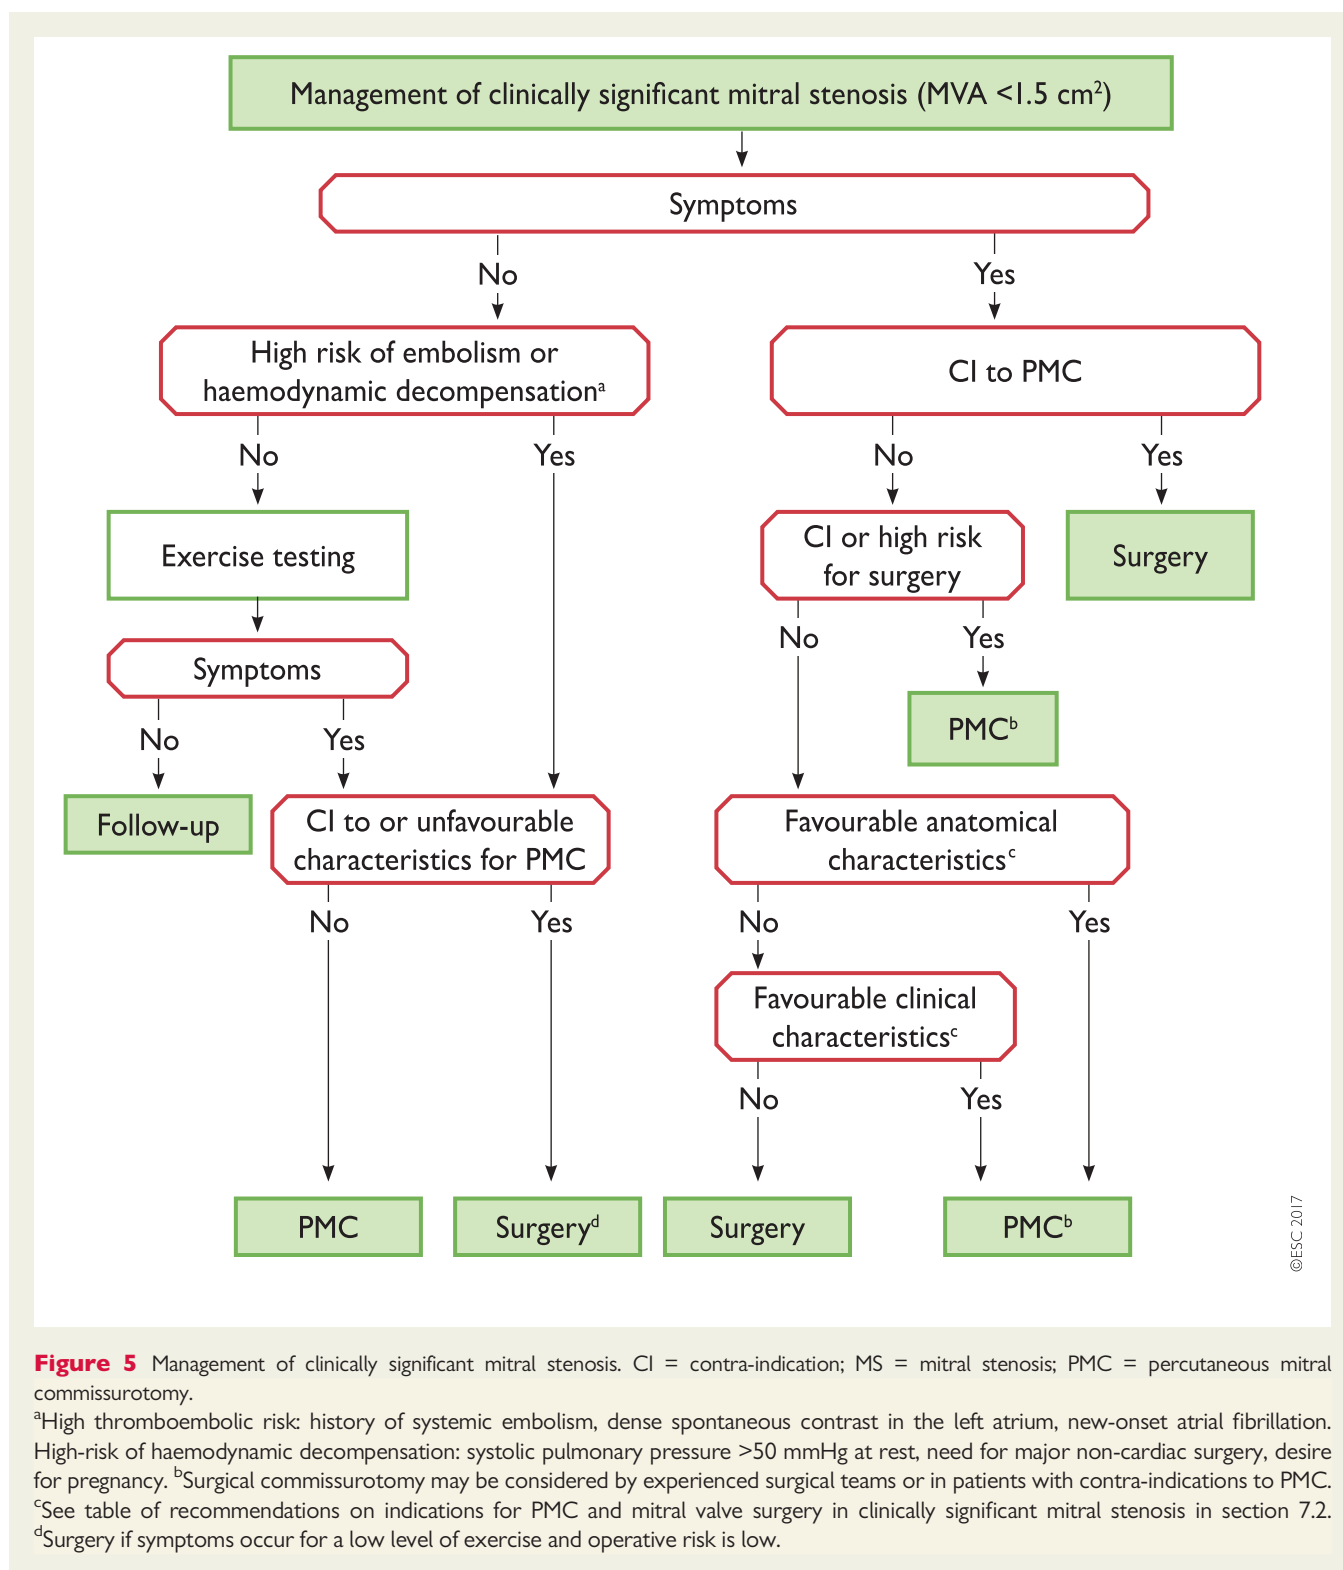 Management of clinically significant mitral stenosis (MVA <1.5 cm²)
Symptoms
No
Yes
High risk of embolism or
haemodynamic decompensationᵃ
CI to PMC
No
Yes
No
Yes
Exercise testing
CI or high risk
for surgery
Surgery
Symptoms
No
Yes
No
Yes
PMCᵇ
Follow-up
CI to or unfavourable
characteristics for PMC
Favourable anatomical
characteristicsᶜ
No
Yes
No
Yes
Favourable clinical
characteristicsᶜ
No
Yes
PMC
Surgeryᵈ
Surgery
PMCᵇ
©ESC 2017
Figure 5 Management of clinically significant mitral stenosis. CI = contra-indication; MS = mitral stenosis; PMC = percutaneous mitral
commissurotomy.
ᵃHigh thromboembolic risk: history of systemic embolism, dense spontaneous contrast in the left atrium, new-onset atrial fibrillation.
High-risk of haemodynamic decompensation: systolic pulmonary pressure >50 mmHg at rest, need for major non-cardiac surgery, desire
for pregnancy. ᵇSurgical commissurotomy may be considered by experienced surgical teams or in patients with contra-indications to PMC.
ᶜSee table of recommendations on indications for PMC and mitral valve surgery in clinically significant mitral stenosis in section 7.2.
ᵈSurgery if symptoms occur for a low level of exercise and operative risk is low.